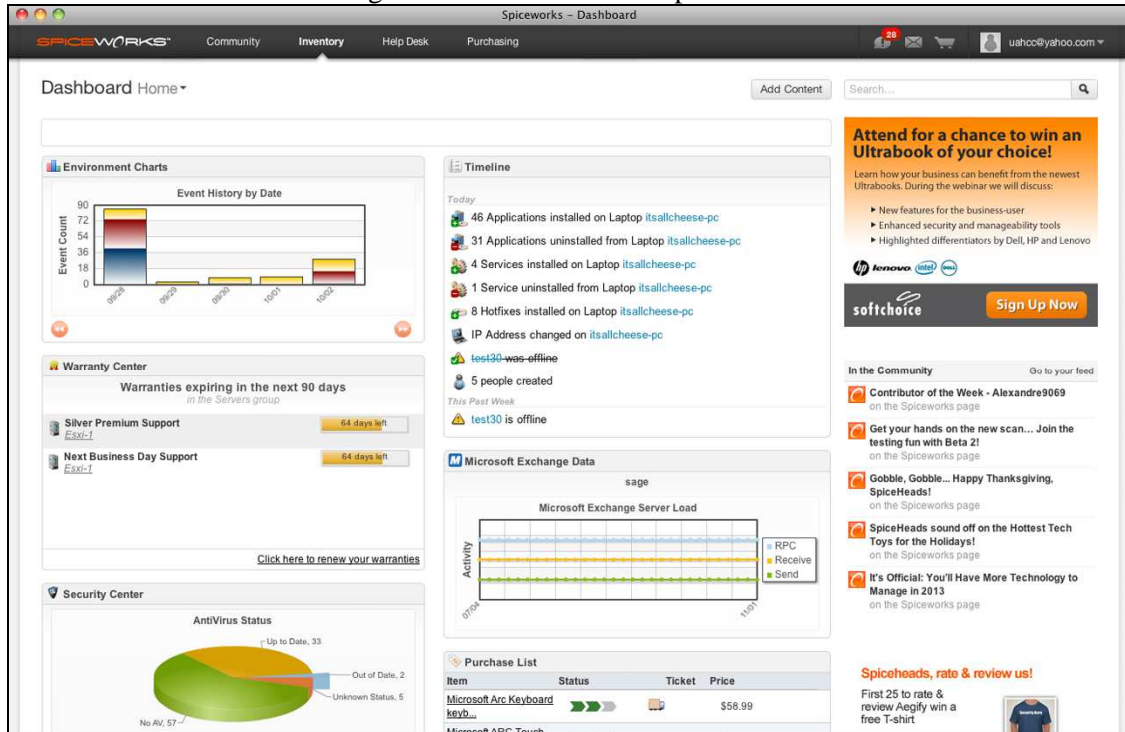 Spiceworks – Dashboard
SPICEWORKS
Community
Inventory
Help Desk
Purchasing
28
uahcc@yahoo.com
Dashboard Home
Add Content
Search...
Environment Charts
Event History by Date
Event Count
90
72
54
36
18
0
09/28
09/29
09/30
10/01
10/02
Warranty Center
Warranties expiring in the next 90 days
in the Servers group
Silver Premium Support
64 days left
Esxi-1
Next Business Day Support
64 days left
Esxi-1
Click here to renew your warranties
Security Center
AntiVirus Status
Up to Date, 33
Out of Date, 2
Unknown Status, 5
No AV, 57
Timeline
Today
46 Applications installed on Laptop itsallcheese-pc
31 Applications uninstalled from Laptop itsallcheese-pc
4 Services installed on Laptop itsallcheese-pc
1 Service uninstalled from Laptop itsallcheese-pc
8 Hotfixes installed on Laptop itsallcheese-pc
IP Address changed on itsallcheese-pc
test30 was offline
5 people created
This Past Week
test30 is offline
Microsoft Exchange Data
sage
Microsoft Exchange Server Load
Activity
RPC
Receive
Send
07/04
11/01
Purchase List
Item Status Ticket Price
Microsoft Arc Keyboard
keyb...
$58.99
Microsoft ARC Touch
Attend for a chance to win an
Ultrabook of your choice!
Learn how your business can benefit from the newest
Ultrabooks. During the webinar we will discuss:
New features for the business-user
Enhanced security and manageability tools
Highlighted differentiators by Dell, HP and Lenovo
hp lenovo intel DELL
softchoice
Sign Up Now
In the Community
Go to your feed
Contributor of the Week - Alexandre9069
on the Spiceworks page
Get your hands on the new scan... Join the
testing fun with Beta 2!
on the Spiceworks page
Gobble, Gobble... Happy Thanksgiving,
SpiceHeads!
on the Spiceworks page
SpiceHeads sound off on the Hottest Tech
Toys for the Holidays!
on the Spiceworks page
It's Official: You'll Have More Technology to
Manage in 2013
on the Spiceworks page
Spiceheads, rate & review us!
First 25 to rate &
review Aegify win a
free T-shirt